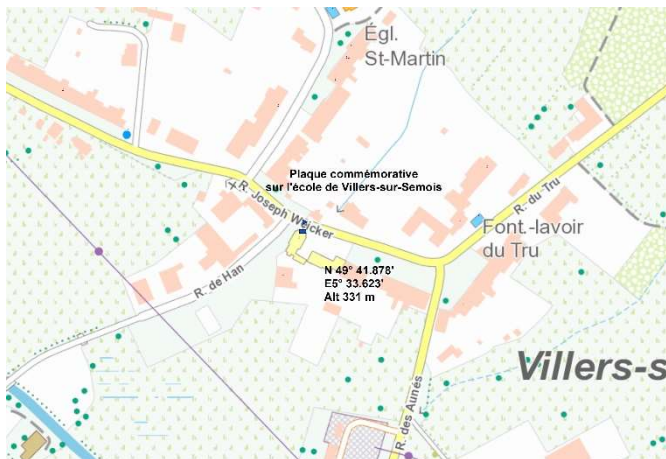 Égl.
St-Martin
Plaque commémorative
sur l'école de Villers-sur-Semois
R. Joseph Weicker
R. du Tru
Font.-lavoir
du Tru
R. de Han
N 49° 41.878'
E5° 33.623'
Alt 331 m
Villers-s
R. des Aunés